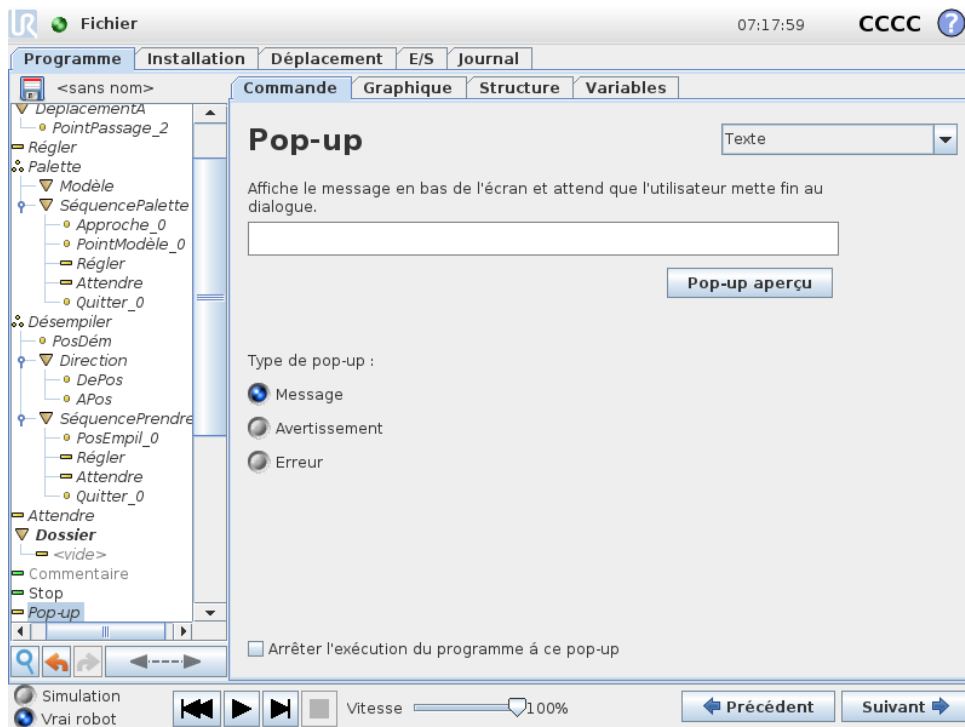 UR Fichier 07:17:59 CCCC ?
Programme Installation Déplacement E/S Journal
<sans nom> Commande Graphique Structure Variables
DéplacementA
PointPassage_2
Régler
Palette
Modèle
SéquencePalette
Approche_0
PointModèle_0
Régler
Attendre
Quitter_0
Désempiler
PosDém
Direction
DePos
APos
SéquencePrendre
PosEmpil_0
Régler
Attendre
Quitter_0
Attendre
Dossier
<vide>
Commentaire
Stop
Pop-up
Pop-up
Texte
Affiche le message en bas de l'écran et attend que l'utilisateur mette fin au
dialogue.
Pop-up aperçu
Type de pop-up :
Message
Avertissement
Erreur
Arrêter l'exécution du programme á ce pop-up
Simulation
Vrai robot
Vitesse 100%
Précédent Suivant